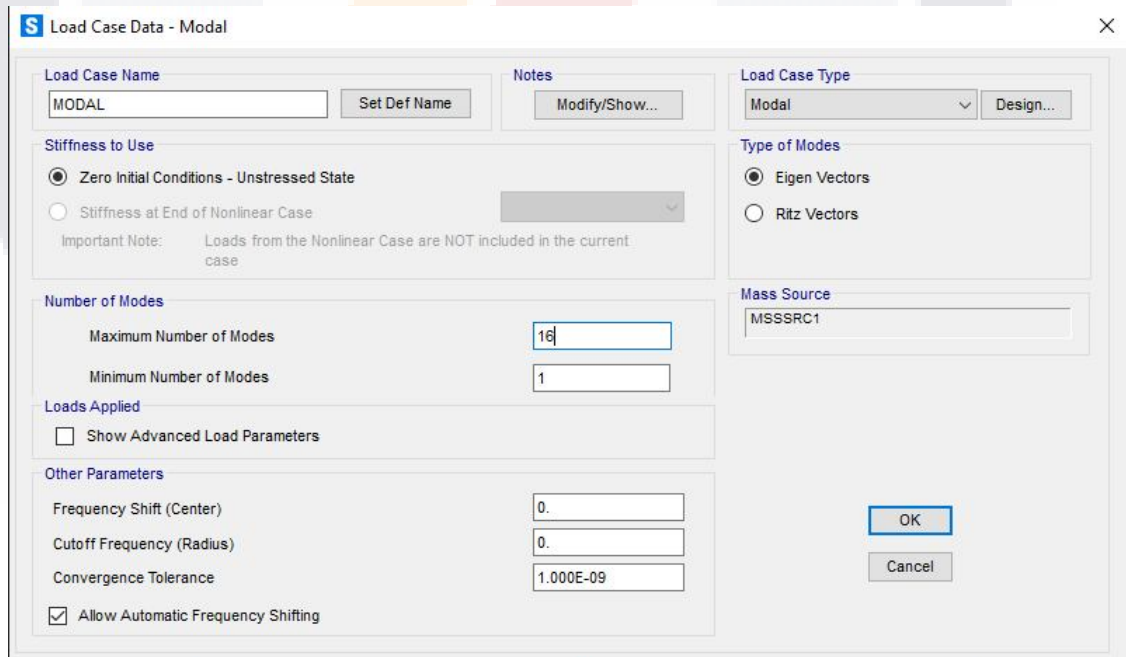 S Load Case Data - Modal
Load Case Name
MODAL
Set Def Name
Notes
Modify/Show...
Load Case Type
Modal
Design...
Stiffness to Use
Zero Initial Conditions - Unstressed State
Stiffness at End of Nonlinear Case
Important Note: Loads from the Nonlinear Case are NOT included in the current
case
Type of Modes
Eigen Vectors
Ritz Vectors
Number of Modes
Maximum Number of Modes 16
Minimum Number of Modes 1
Mass Source
MSSSRC1
Loads Applied
Show Advanced Load Parameters
Other Parameters
Frequency Shift (Center) 0.
Cutoff Frequency (Radius) 0.
Convergence Tolerance 1.000E-09
Allow Automatic Frequency Shifting
OK
Cancel